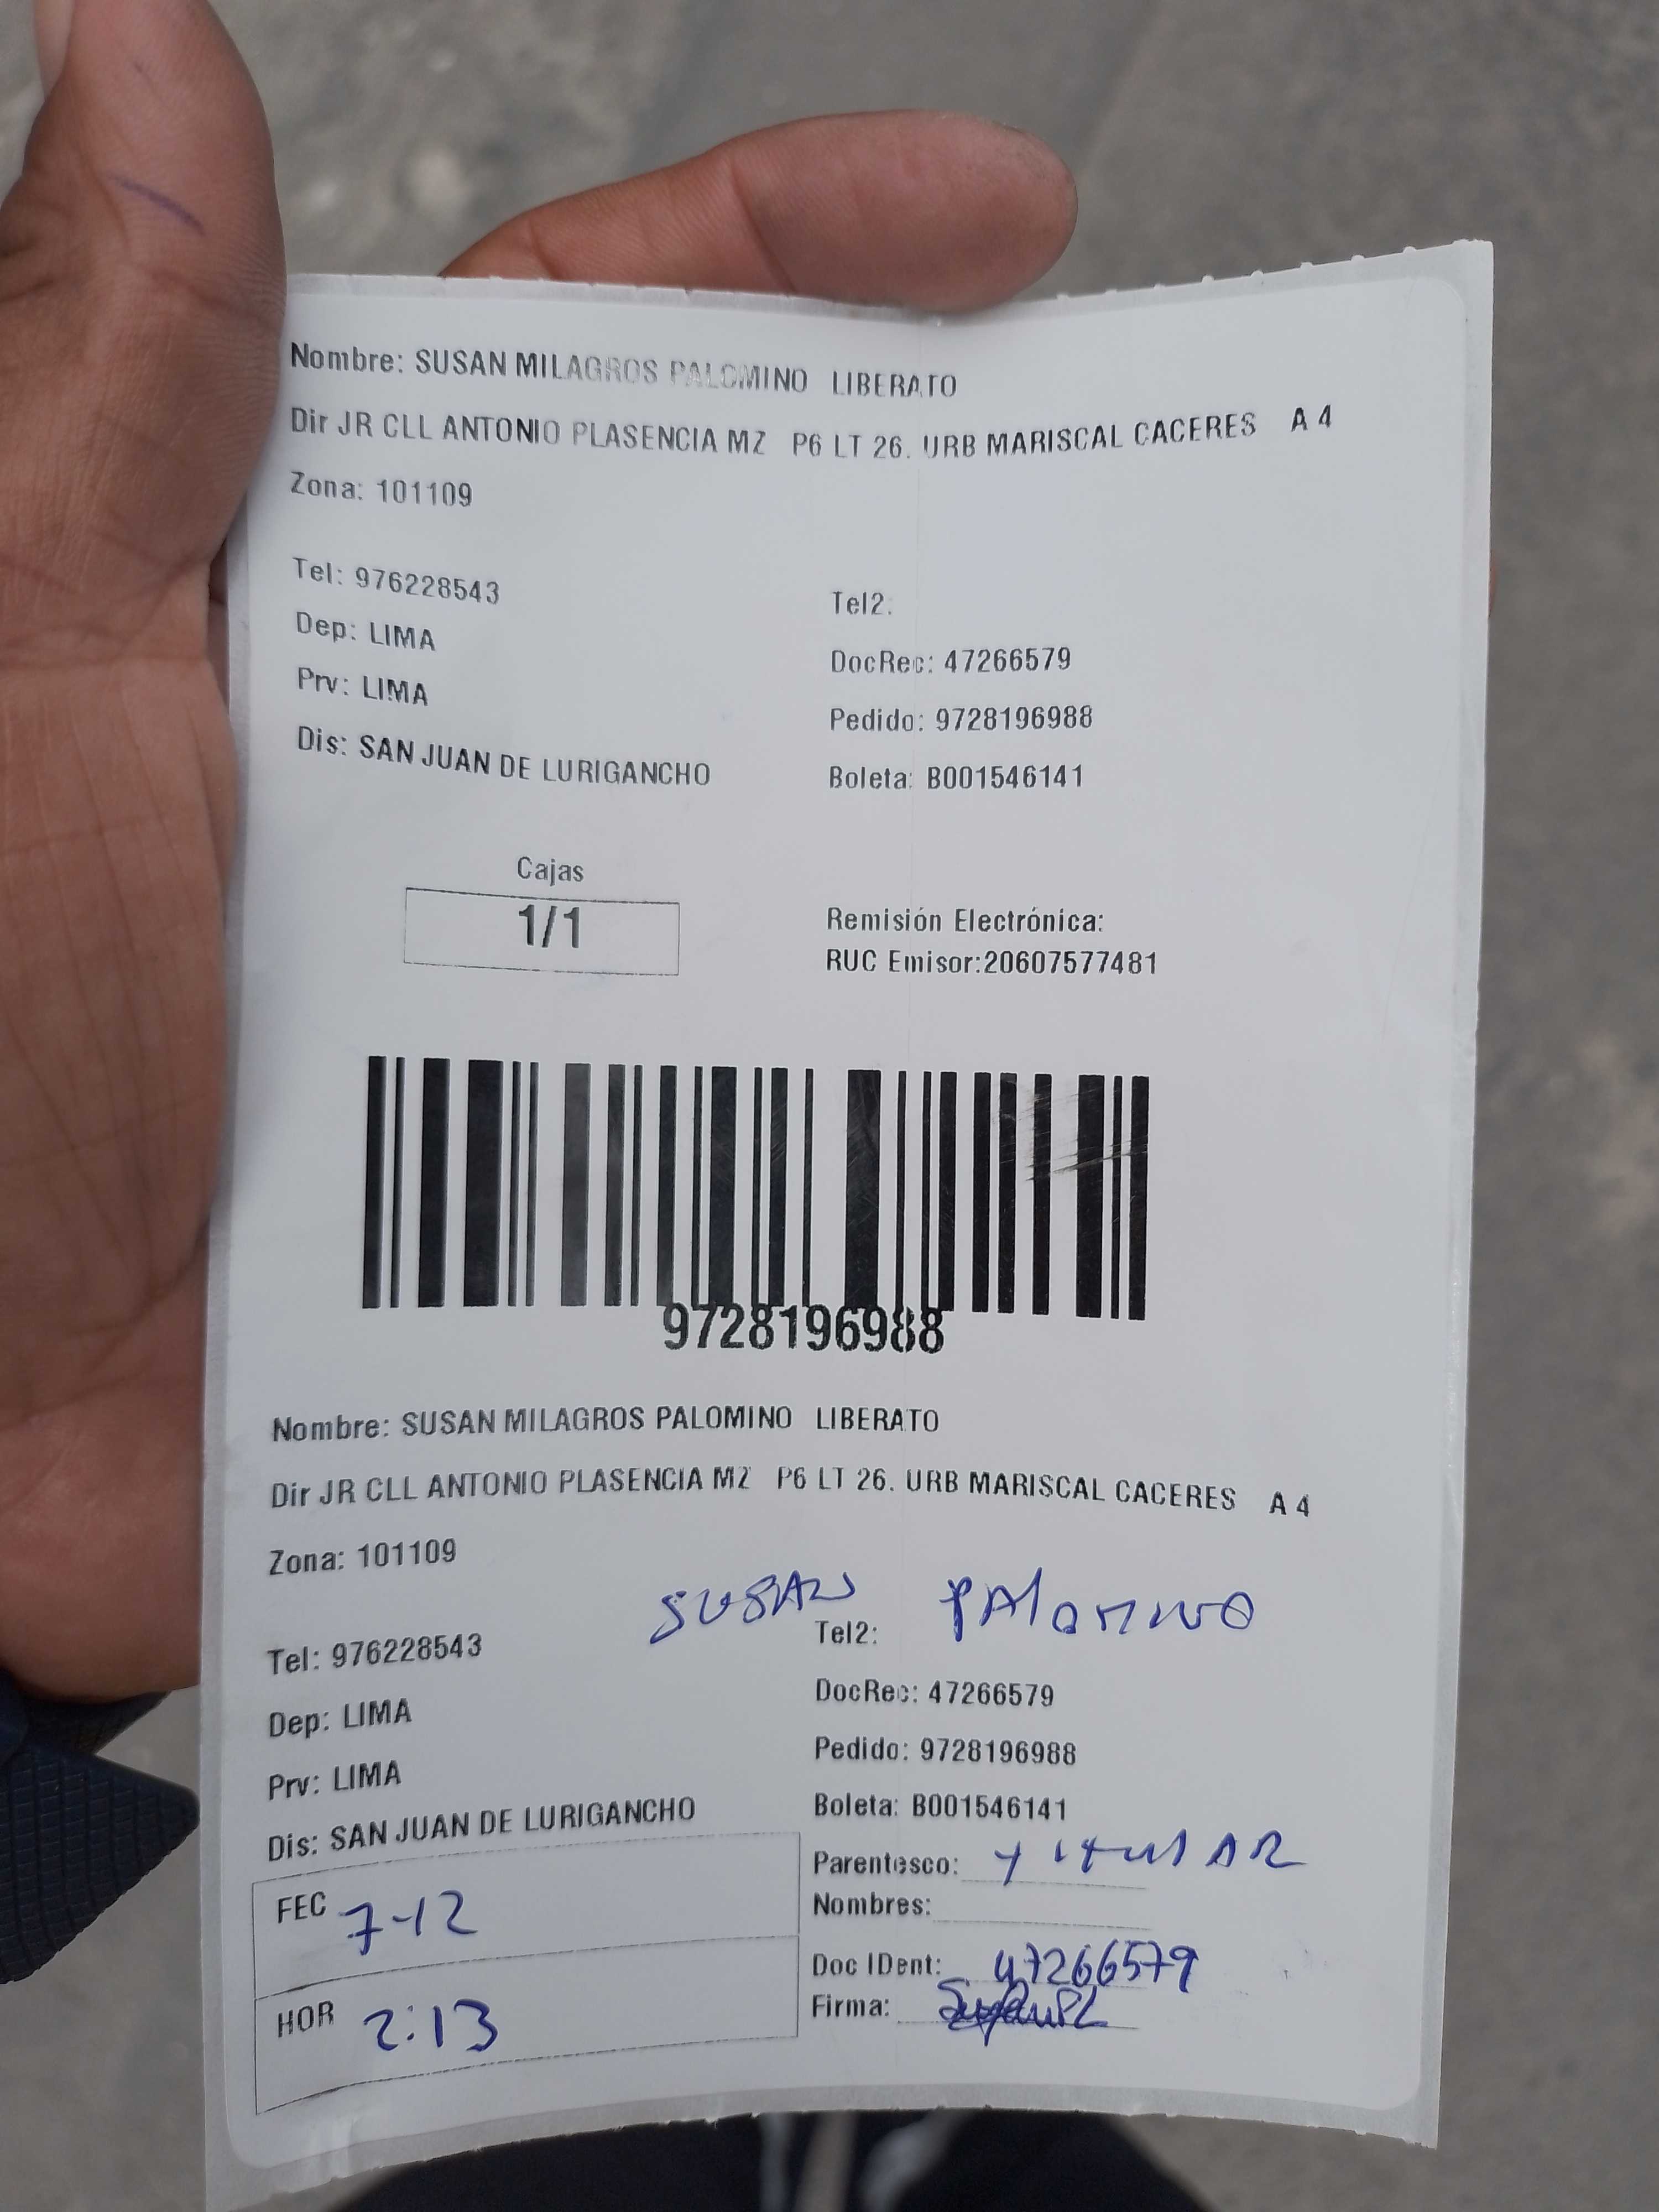 Nombre: SUSAN MILAGROS PALOMINO LIBERATO
Dir JR CLL ANTONIO PLASENCIA MZ P6 LT 26. URB MARISCAL CACERES A 4
Zona: 101109
Tel: 976228543
Tel2:
Dep: LIMA
DocRec: 47266579
Prv: LIMA
Pedido: 9728196988
Dis: SAN JUAN DE LURIGANCHO
Boleta: B001546141
Cajas
1/1
Remisión Electrónica:
RUC Emisor:20607577481
9728196988
Nombre: SUSAN MILAGROS PALOMINO LIBERATO
Dir JR CLL ANTONIO PLASENCIA MZ P6 LT 26. URB MARISCAL CACERES A 4
Zona: 101109
SUSAN PALOMINO
Tel: 976228543
Tel2:
Dep: LIMA
DocRec: 47266579
Prv: LIMA
Pedido: 9728196988
Dis: SAN JUAN DE LURIGANCHO
Boleta: B001546141
Parentesco:
Nombres:
FEC 7-12
Doc IDent: 47266579
HOR 2:13
Firma: